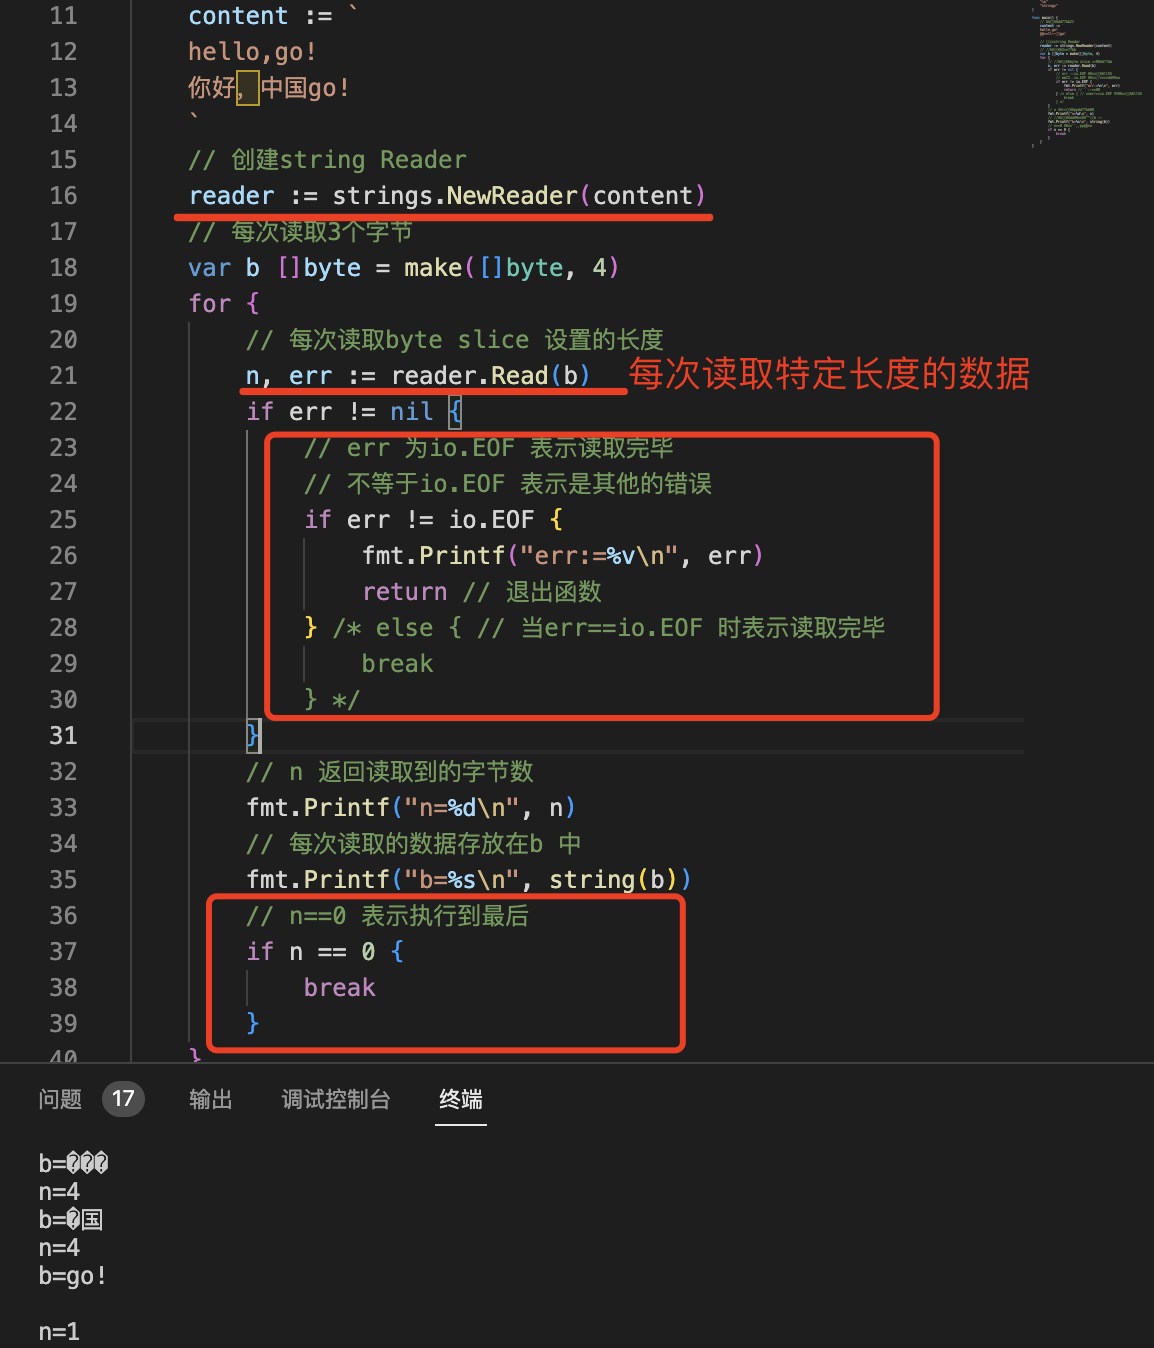 11 content := `
12 hello,go!
13 你好，中国go!
14 `
15 // 创建string Reader
16 reader := strings.NewReader(content)
17 // 每次读取3个字节
18 var b []byte = make([]byte, 4)
19 for {
20 // 每次读取byte slice 设置的长度
21 n, err := reader.Read(b) 每次读取特定长度的数据
22 if err != nil {
23 // err 为io.EOF 表示读取完毕
24 // 不等于io.EOF 表示是其他的错误
25 if err != io.EOF {
26 fmt.Printf("err:=%v\n", err)
27 return // 退出函数
28 } /* else { // 当err==io.EOF 时表示读取完毕
29 break
30 } */
31 }
32 // n 返回读取到的字节数
33 fmt.Printf("n=%d\n", n)
34 // 每次读取的数据存放在b 中
35 fmt.Printf("b=%s\n", string(b))
36 // n==0 表示执行到最后
37 if n == 0 {
38 break
39 }
40 }
问题 17 输出 调试控制台 终端
b=���
n=4
b=�国
n=4
b=go!
n=1